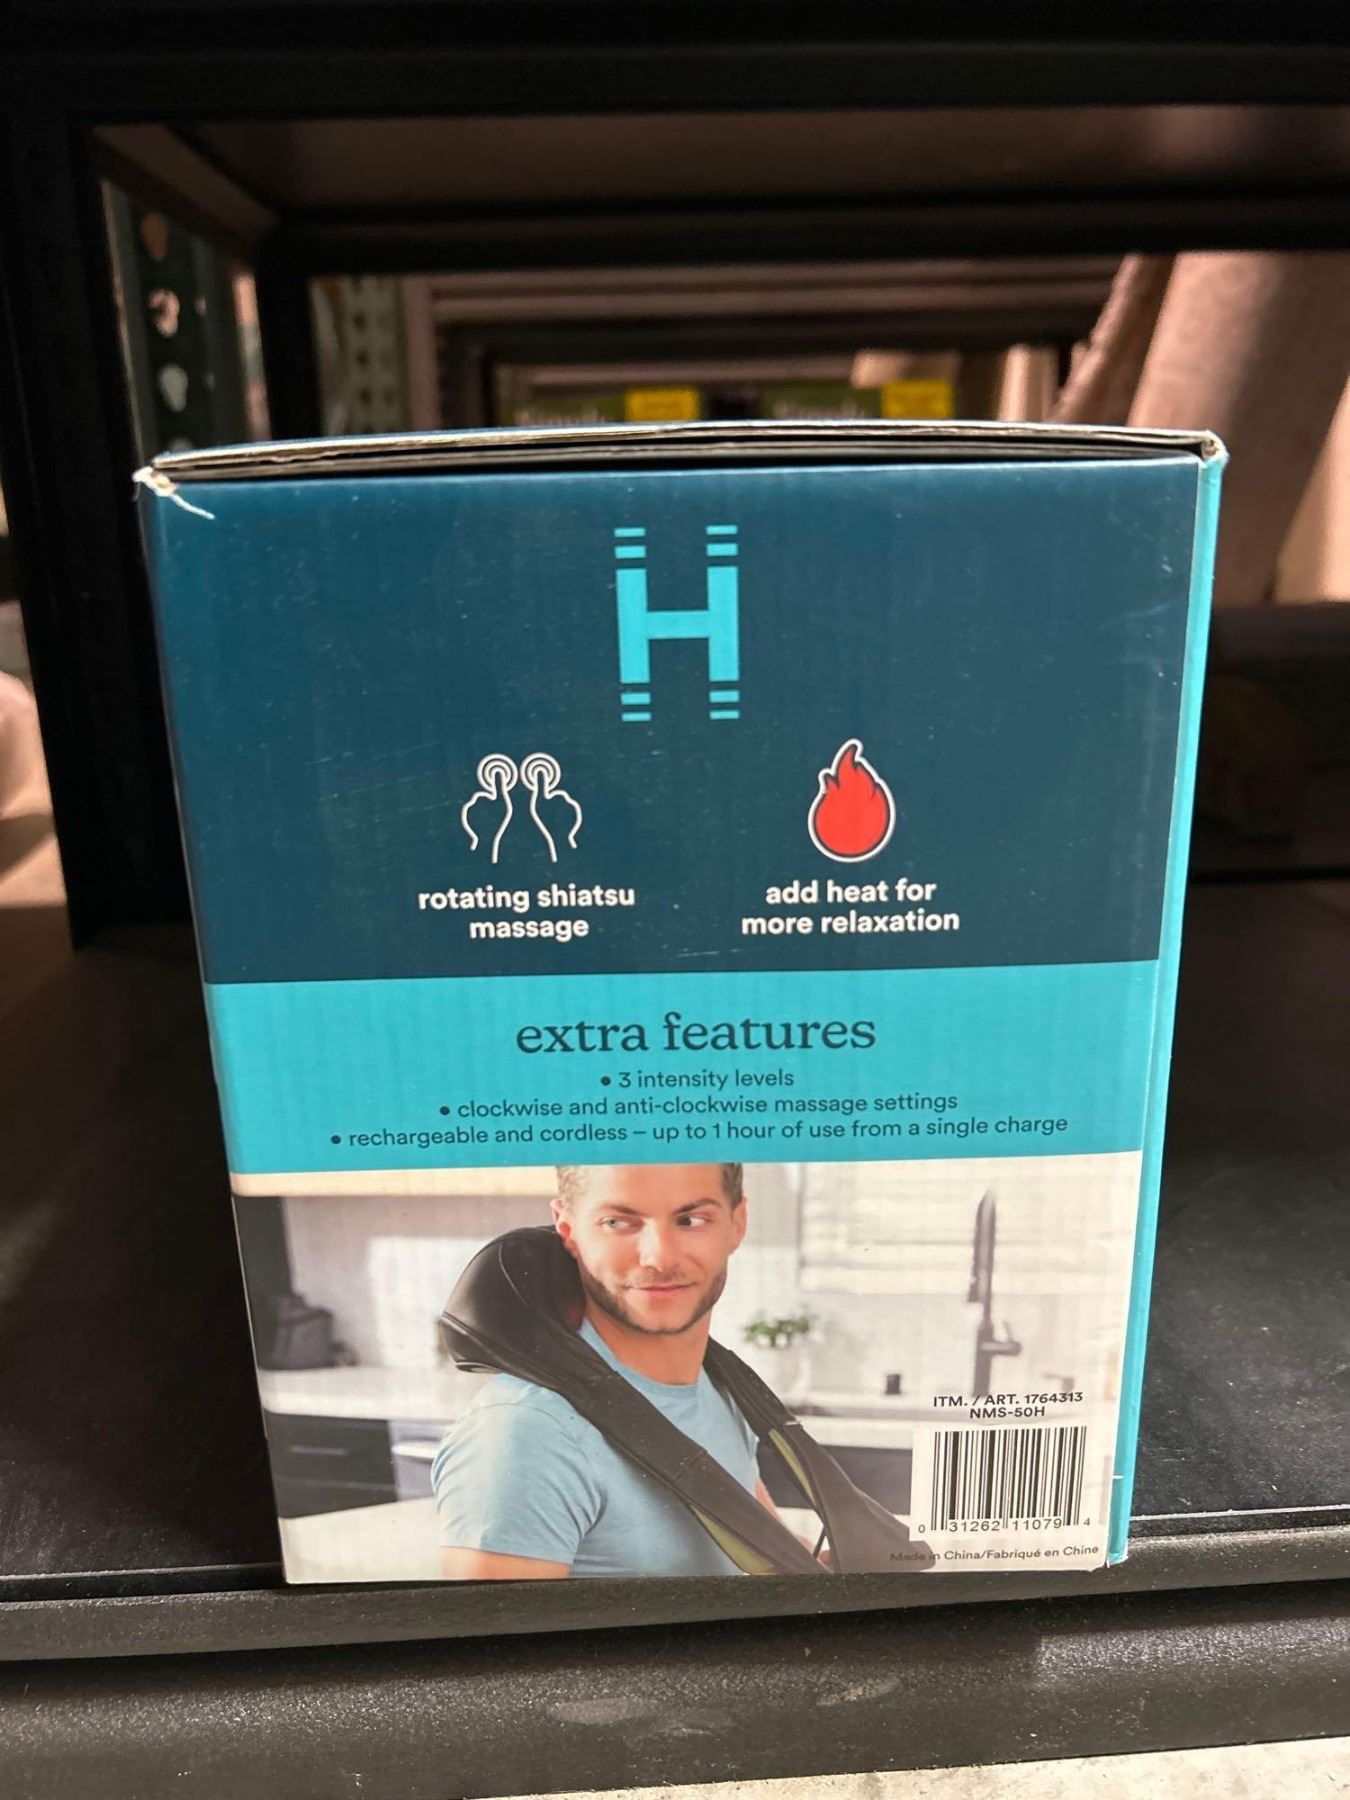 H
rotating shiatsu
massage
add heat for
more relaxation
extra features
• 3 intensity levels
• clockwise and anti-clockwise massage settings
• rechargeable and cordless – up to 1 hour of use from a single charge
ITM. / ART. 1764313
NMS-50H
0 31262 11079 4
Made in China/Fabriqué en Chine